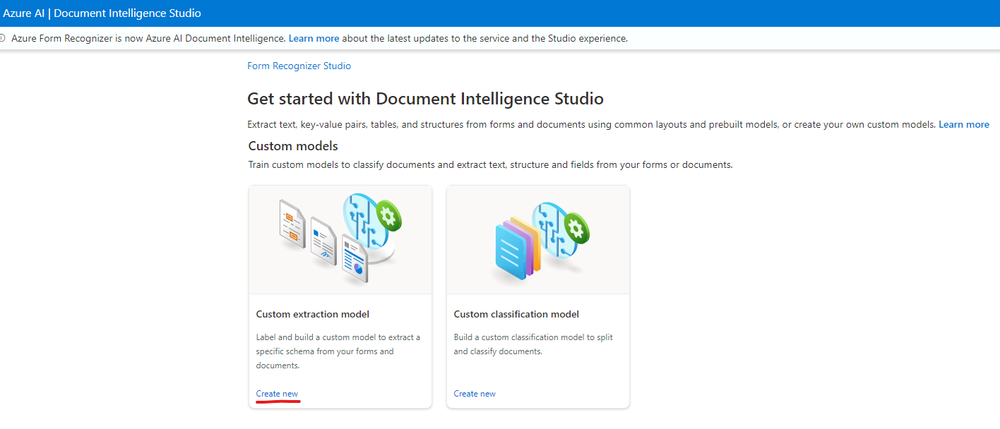 Azure AI | Document Intelligence Studio
Azure Form Recognizer is now Azure AI Document Intelligence. Learn more about the latest updates to the service and the Studio experience.
Form Recognizer Studio
Get started with Document Intelligence Studio
Extract text, key-value pairs, tables, and structures from forms and documents using common layouts and prebuilt models, or create your own custom models. Learn more
Custom models
Train custom models to classify documents and extract text, structure and fields from your forms or documents.
Custom extraction model
Label and build a custom model to extract a
specific schema from your forms and
documents.
Create new
Custom classification model
Build a custom classification model to split
and classify documents.
Create new